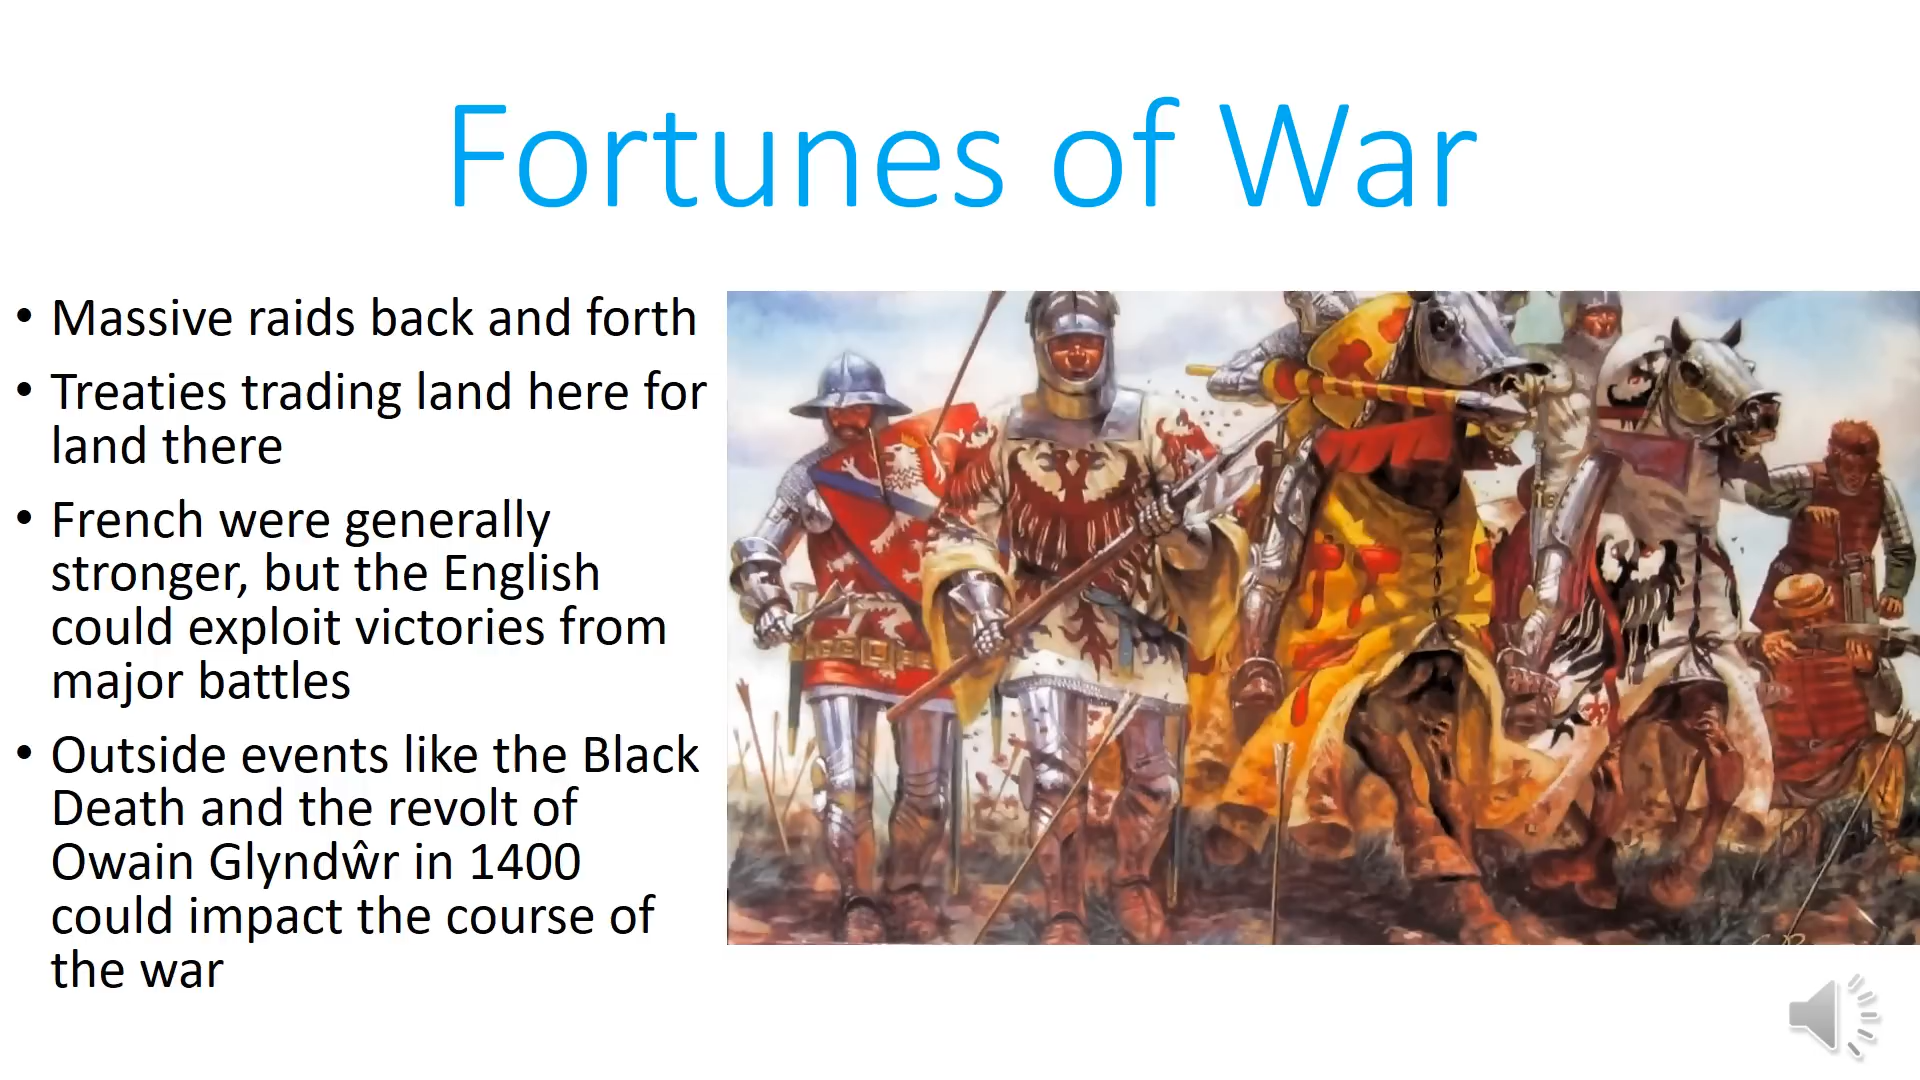 Fortunes of War
• Massive raids back and forth
• Treaties trading land here for
land there
• French were generally
stronger, but the English
could exploit victories from
major battles
• Outside events like the Black
Death and the revolt of
Owain Glyndŵr in 1400
could impact the course of
the war